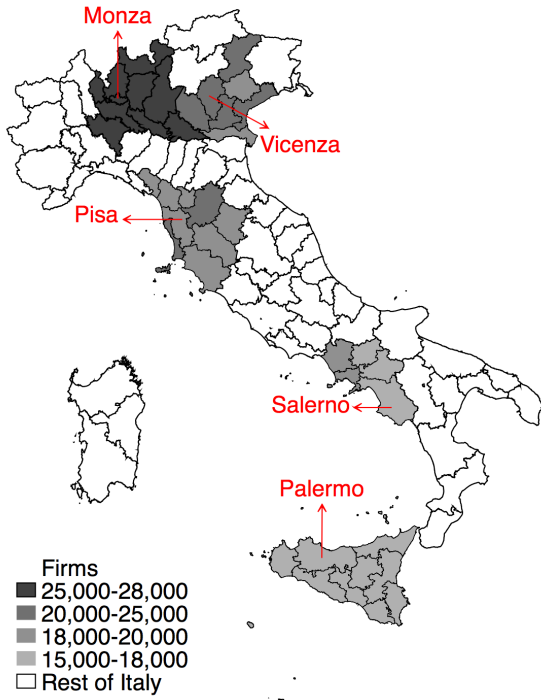 Monza
Vicenza
Pisa
Salerno
Palermo
Firms
25,000-28,000
20,000-25,000
18,000-20,000
15,000-18,000
Rest of Italy